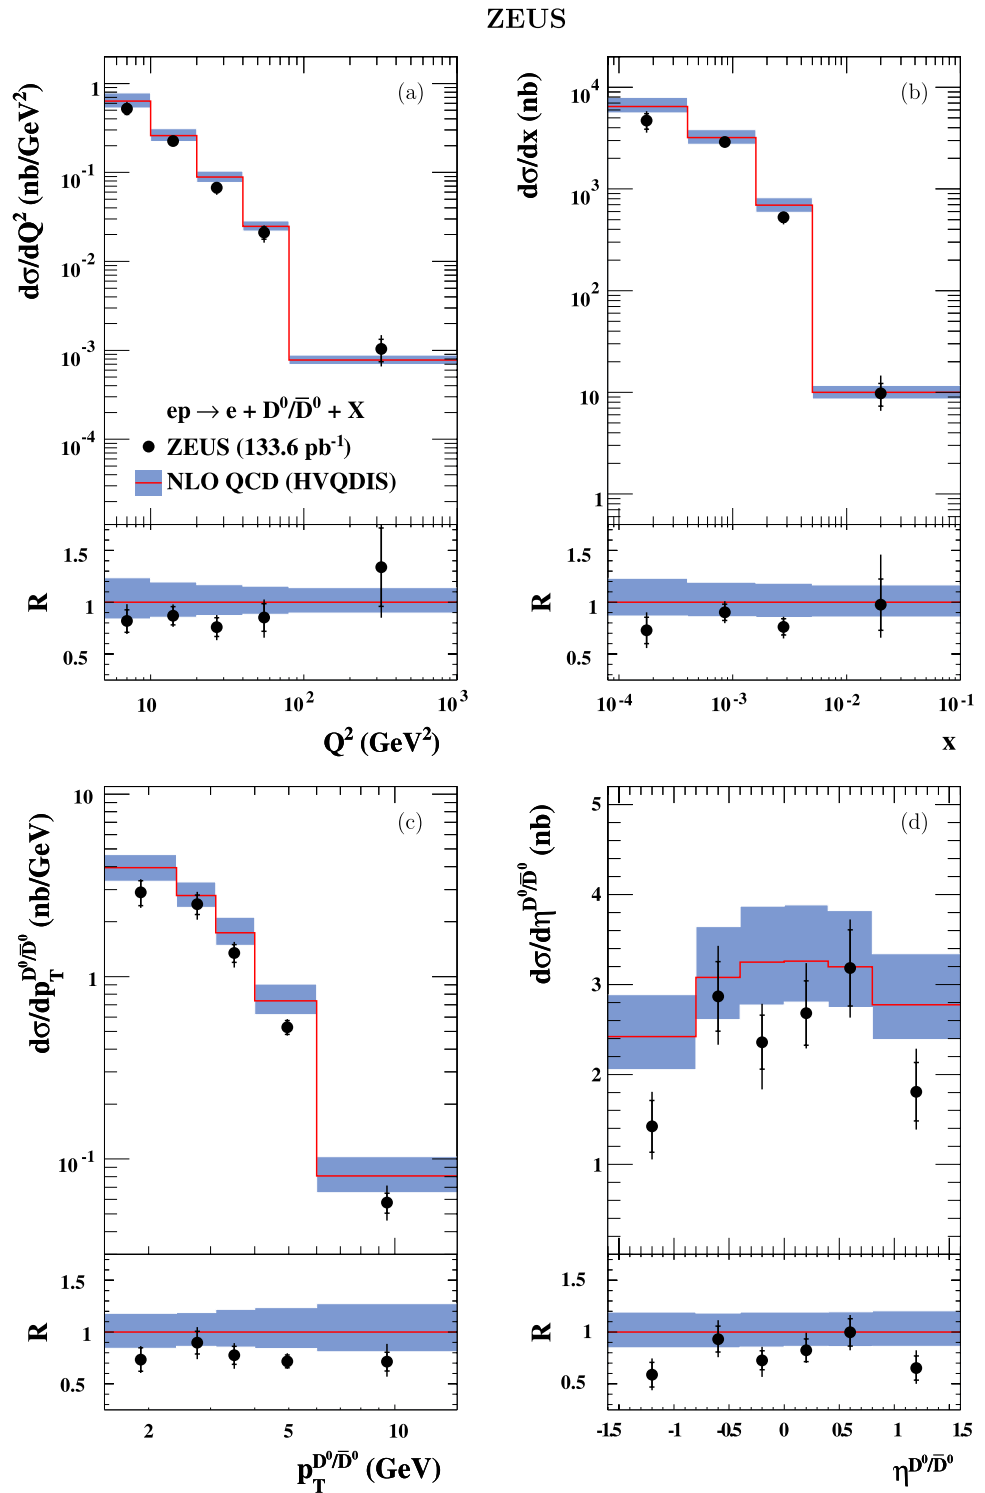 ZEUS
dσ/dQ² (nb/GeV²)
(a)
1
10⁻¹
10⁻²
10⁻³
10⁻⁴
ep → e + D⁰/D̅⁰ + X
ZEUS (133.6 pb⁻¹)
NLO QCD (HVQDIS)
R
1.5
1
0.5
10
10²
10³
Q² (GeV²)
dσ/dx (nb)
(b)
10⁴
10³
10²
10
1
R
1.5
1
0.5
10⁻⁴
10⁻³
10⁻²
10⁻¹
x
dσ/dp_T^{D⁰/D̅⁰} (nb/GeV)
(c)
10
1
10⁻¹
R
1.5
1
0.5
2
5
10
p_T^{D⁰/D̅⁰} (GeV)
dσ/dη^{D⁰/D̅⁰} (nb)
(d)
5
4
3
2
1
R
1.5
1
0.5
-1.5
-1
-0.5
0
0.5
1
1.5
η^{D⁰/D̅⁰}